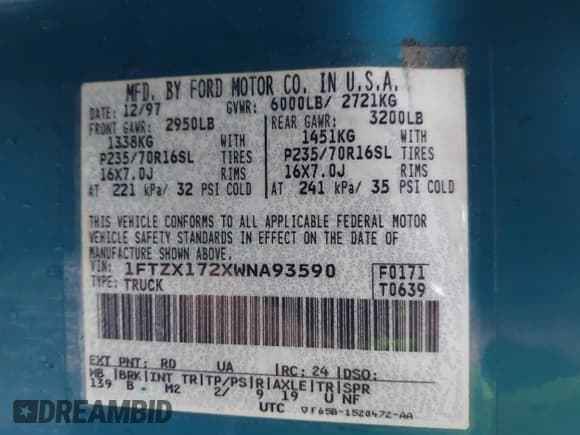 MFD. BY FORD MOTOR CO. IN U.S.A.
DATE: 12/97 GVWR: 6000LB/ 2721KG
FRONT GAWR: 2950LB REAR GAWR: 3200LB
1338KG WITH 1451KG WITH
P235/70R16SL TIRES P235/70R16SL TIRES
16X7.0J RIMS 16X7.0J RIMS
AT 221 kPa/ 32 PSI COLD AT 241 kPa/ 35 PSI COLD
THIS VEHICLE CONFORMS TO ALL APPLICABLE FEDERAL MOTOR
VEHICLE SAFETY STANDARDS IN EFFECT ON THE DATE OF
MANUFACTURE SHOWN ABOVE.
VIN: 1FTZX172XWNA93590 F0171
TYPE: TRUCK T0639
EXT PNT: RD UA RC: 24 DSO:
WB BRK INT TR TP/PS R AXLE TR SPR
139 B M2 2/ 9 19 U NF
UTC F65B-1520472-AA
DREAMBID